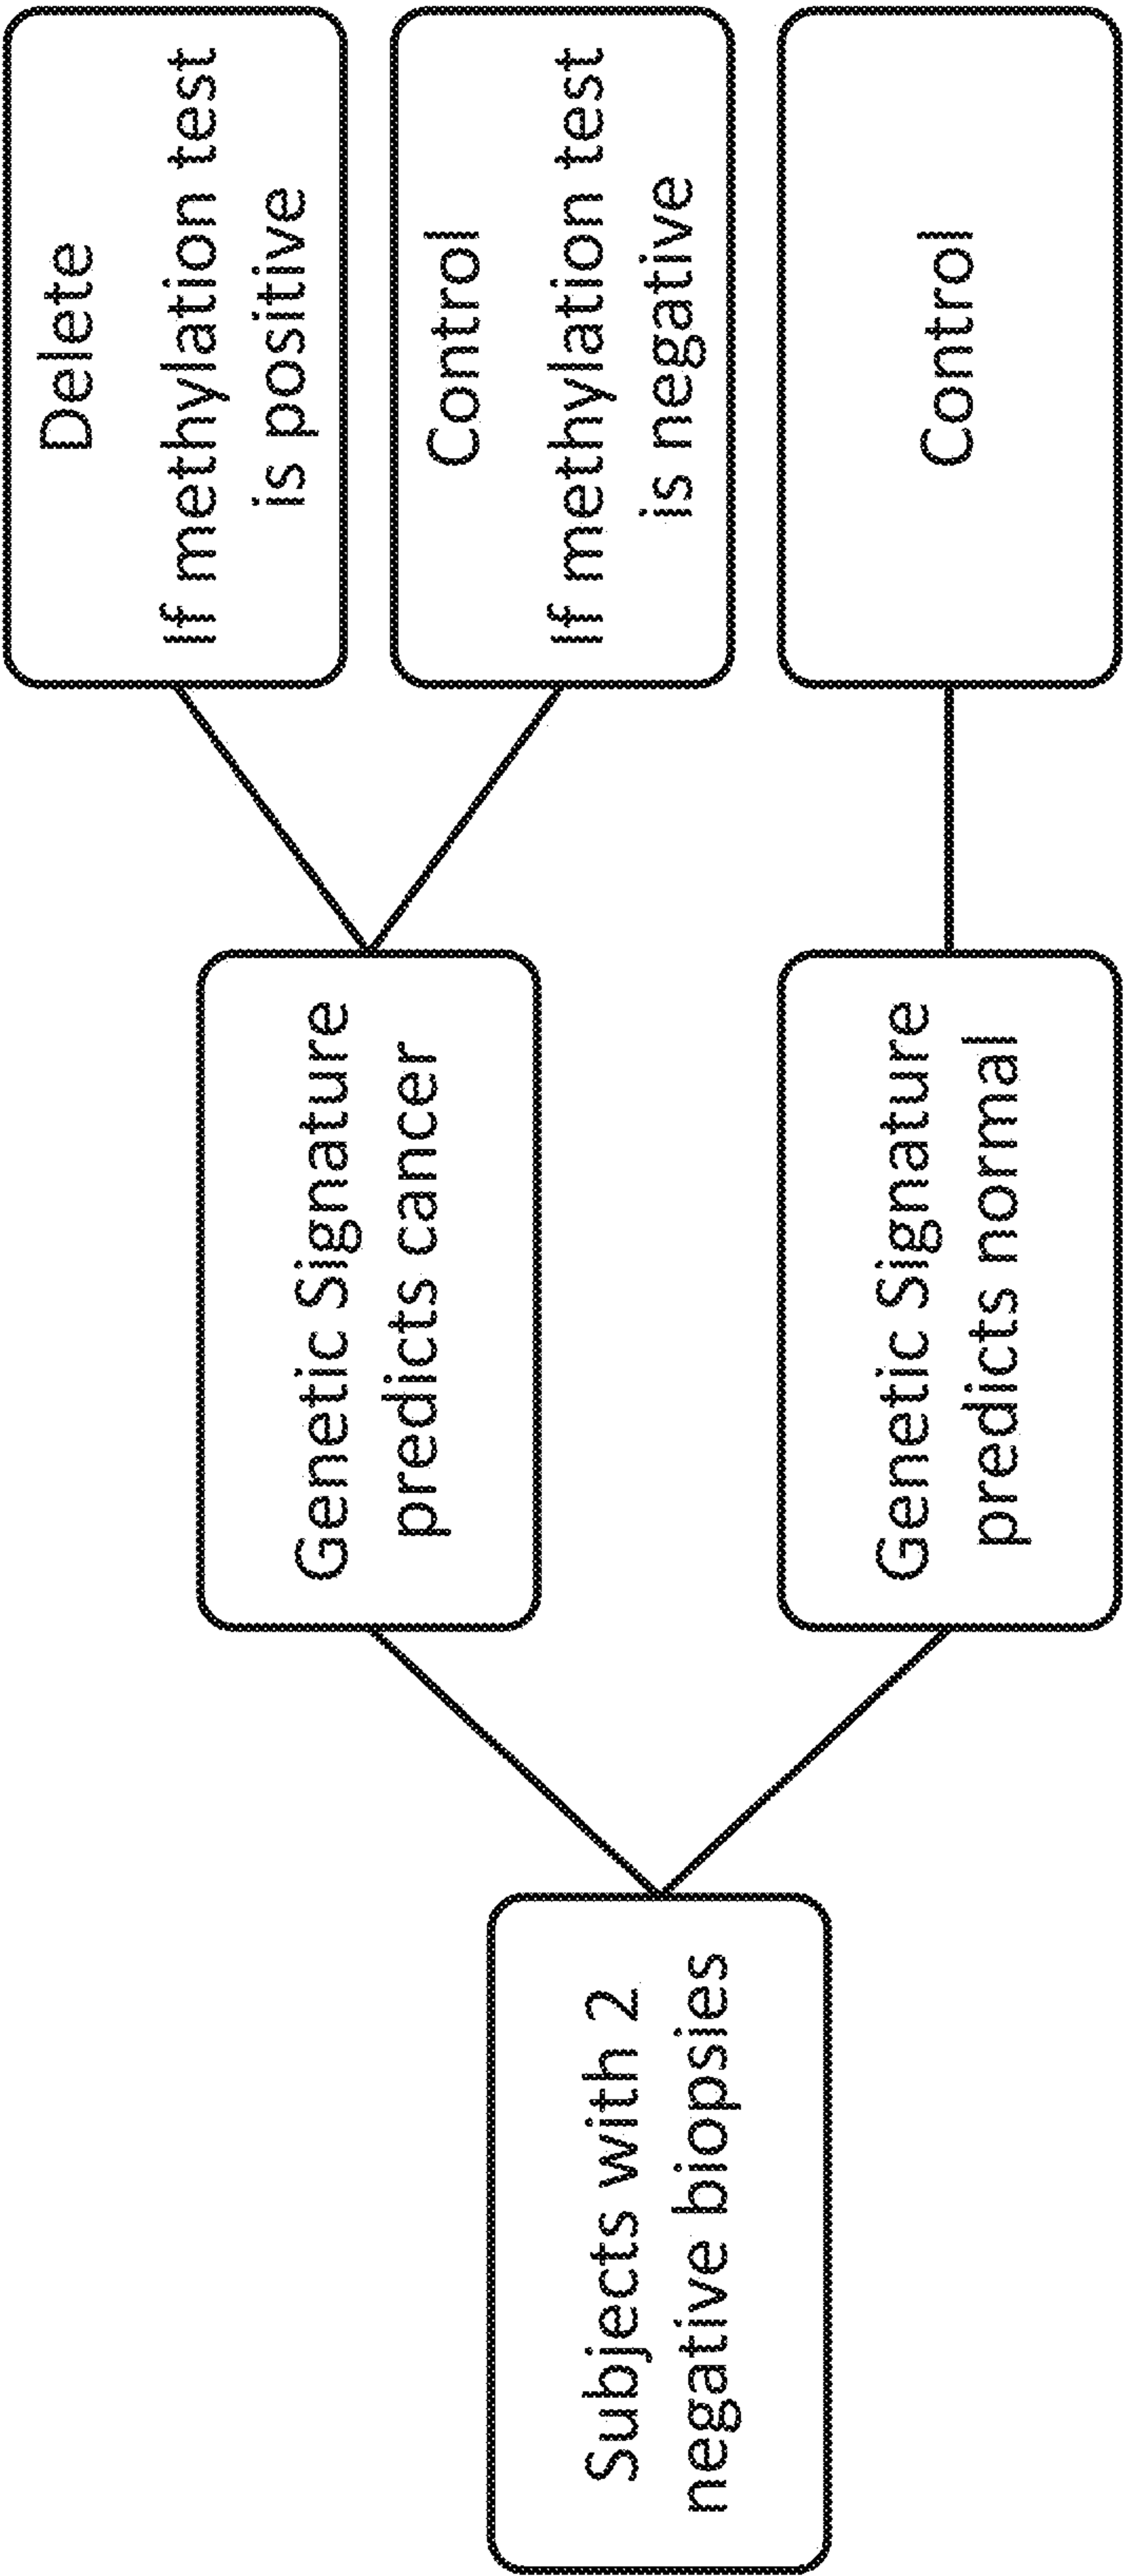 Subjects with 2
negative biopsies
Genetic Signature
predicts cancer
Genetic Signature
predicts normal
Delete
If methylation test
is positive
Control
If methylation test
is negative
Control